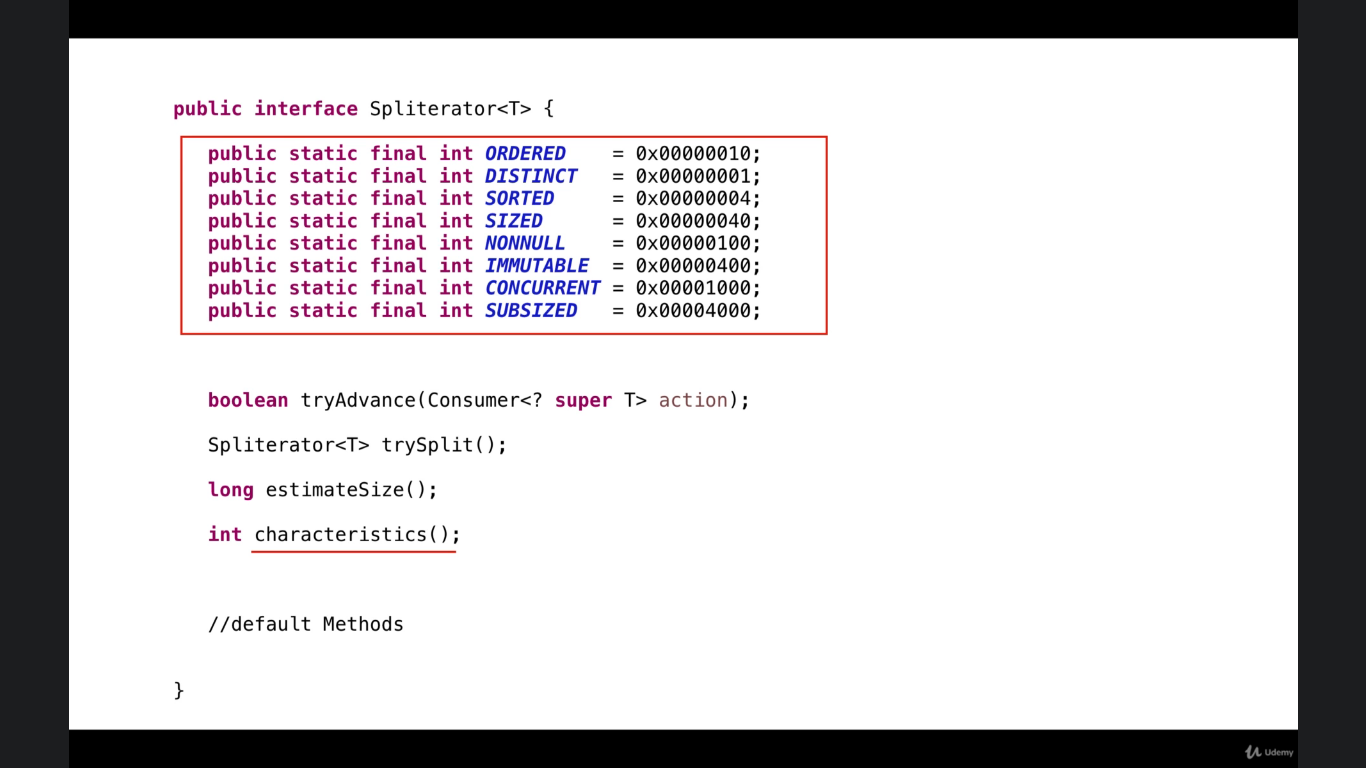 public interface Spliterator<T> {
public static final int ORDERED = 0x00000010;
public static final int DISTINCT = 0x00000001;
public static final int SORTED = 0x00000004;
public static final int SIZED = 0x00000040;
public static final int NONNULL = 0x00000100;
public static final int IMMUTABLE = 0x00000400;
public static final int CONCURRENT = 0x00001000;
public static final int SUBSIZED = 0x00004000;
boolean tryAdvance(Consumer<? super T> action);
Spliterator<T> trySplit();
long estimateSize();
int characteristics();
//default Methods
}
Udemy